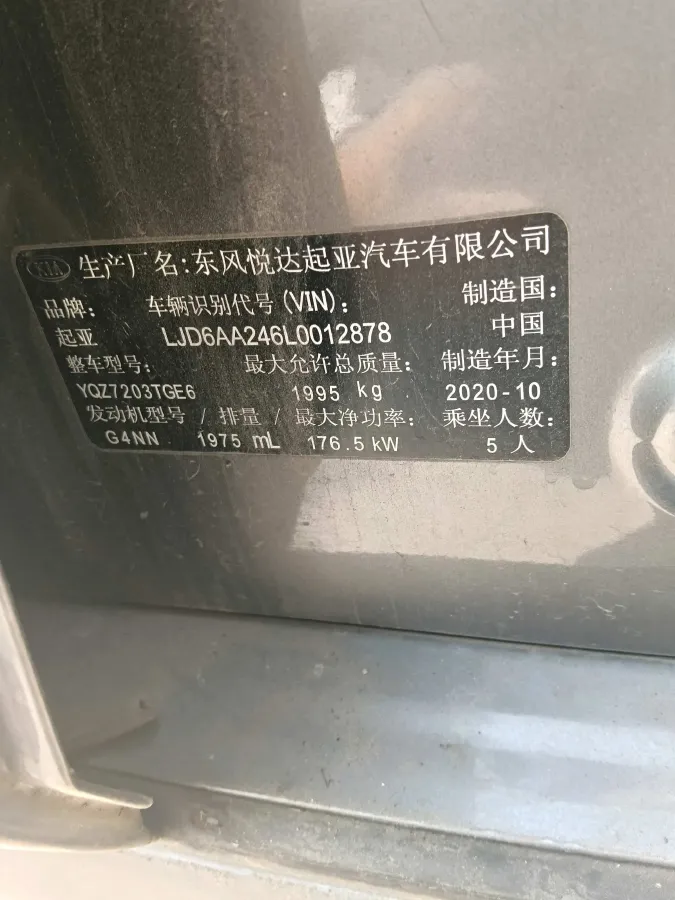 KIA 生产厂名:东风悦达起亚汽车有限公司
品牌: 车辆识别代号(VIN): 制造国:
起亚 LJD6AA246L0012878 中国
整车型号: 最大允许总质量: 制造年月:
YQZ7203TGE6 1995 kg 2020-10
发动机型号 / 排量 / 最大净功率: 乘坐人数:
G4NN 1975 mL 176.5 kW 5 人